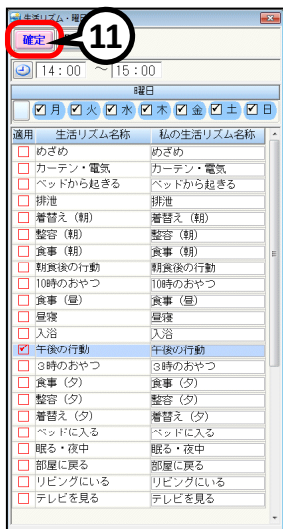 生活リズム・曜
確定
11
14:00 ～ 15:00
曜日
月 火 水 木 金 土 日
適用 生活リズム名称 私の生活リズム名称
めざめ めざめ
カーテン・電気 カーテン・電気
ベッドから起きる ベッドから起きる
排泄 排泄
着替え（朝） 着替え（朝）
整容（朝） 整容（朝）
食事（朝） 食事（朝）
朝食後の行動 朝食後の行動
10時のおやつ 10時のおやつ
食事（昼） 食事（昼）
昼寝 昼寝
入浴 入浴
午後の行動 午後の行動
3時のおやつ 3時のおやつ
食事（夕） 食事（夕）
整容（夕） 整容（夕）
着替え（夕） 着替え（夕）
ベッドに入る ベッドに入る
眠る・夜中 眠る・夜中
部屋に戻る 部屋に戻る
リビングにいる リビングにいる
テレビを見る テレビを見る